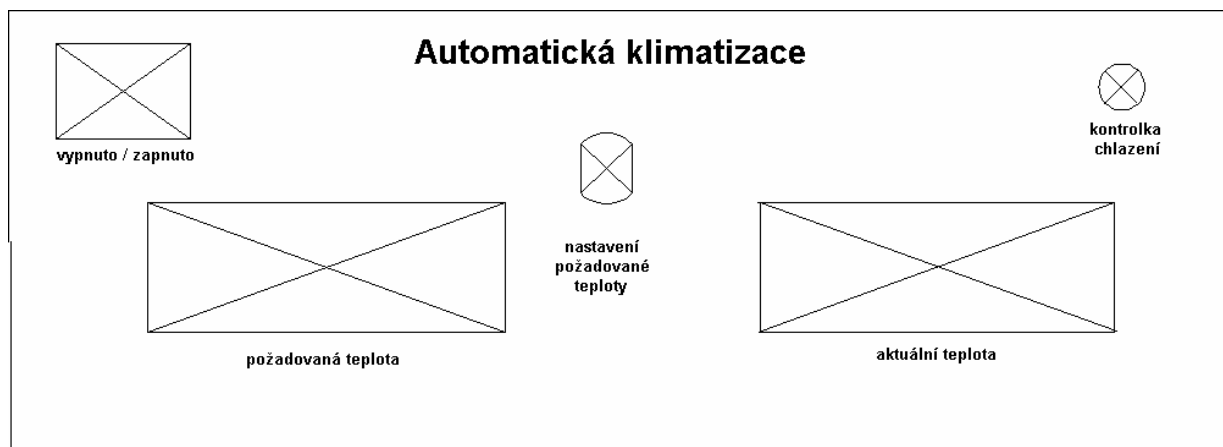 Automatická klimatizace
vypnuto / zapnuto
kontrolka
chlazení
nastavení
požadované
teploty
požadovaná teplota
aktuální teplota